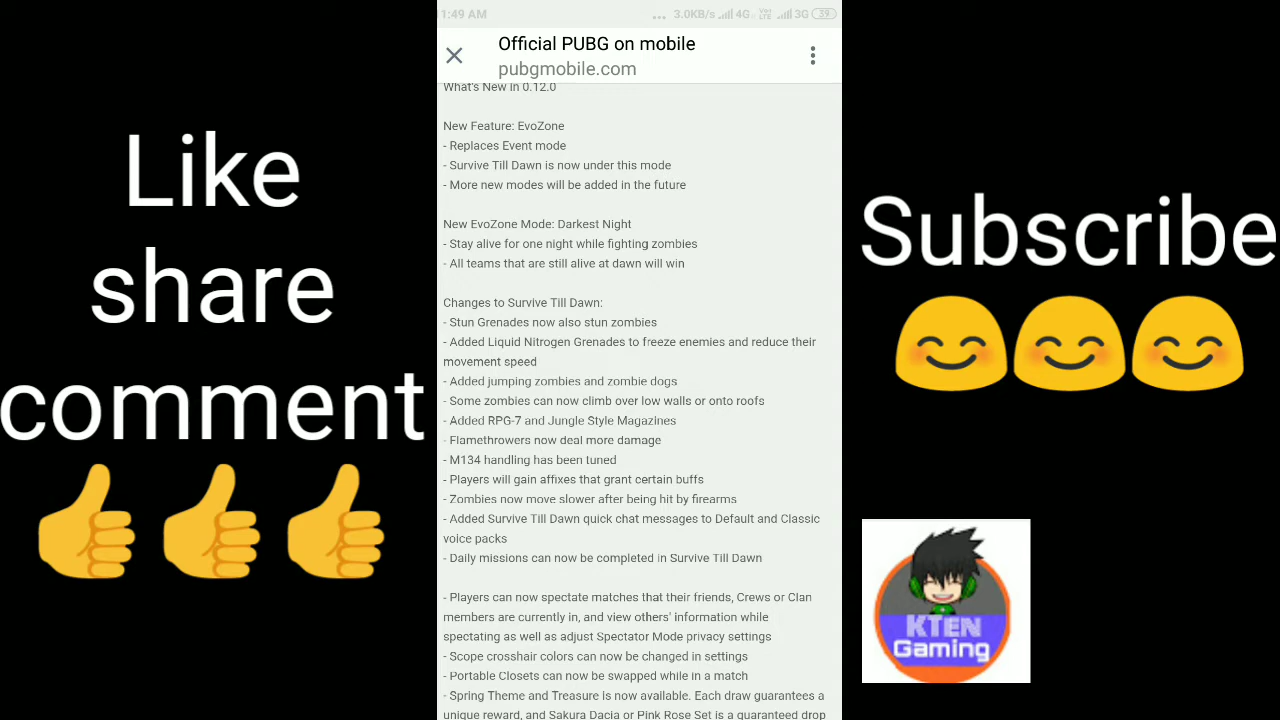 Like
share
comment
1:49 AM
... 3.0KB/s 4G VoLTE 3G 39
Official PUBG on mobile
pubgmobile.com
What's New in 0.12.0
New Feature: EvoZone
- Replaces Event mode
- Survive Till Dawn is now under this mode
- More new modes will be added in the future
New EvoZone Mode: Darkest Night
- Stay alive for one night while fighting zombies
- All teams that are still alive at dawn will win
Changes to Survive Till Dawn:
- Stun Grenades now also stun zombies
- Added Liquid Nitrogen Grenades to freeze enemies and reduce their
movement speed
- Added jumping zombies and zombie dogs
- Some zombies can now climb over low walls or onto roofs
- Added RPG-7 and Jungle Style Magazines
- Flamethrowers now deal more damage
- M134 handling has been tuned
- Players will gain affixes that grant certain buffs
- Zombies now move slower after being hit by firearms
- Added Survive Till Dawn quick chat messages to Default and Classic
voice packs
- Daily missions can now be completed in Survive Till Dawn
- Players can now spectate matches that their friends, Crews or Clan
members are currently in, and view others' information while
spectating as well as adjust Spectator Mode privacy settings
- Scope crosshair colors can now be changed in settings
- Portable Closets can now be swapped while in a match
- Spring Theme and Treasure is now available. Each draw guarantees a
unique reward, and Sakura Dacia or Pink Rose Set is a guaranteed drop
Subscribe
KTEN
Gaming